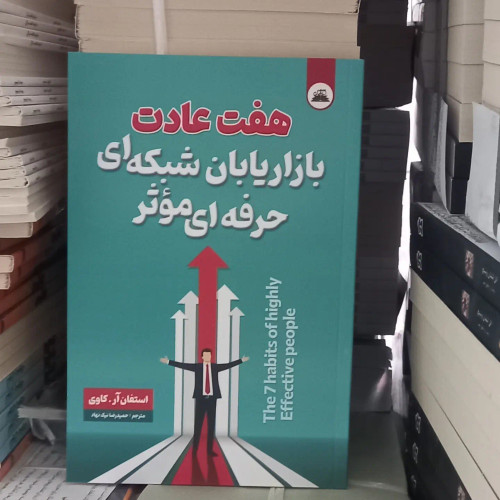 هفت عادت
بازاریابان شبکه‌ای
حرفه‌ای مؤثر
The 7 habits of highly
Effective people
استفان آر. کاوی
مترجم: حمیدرضا نیک نهاد